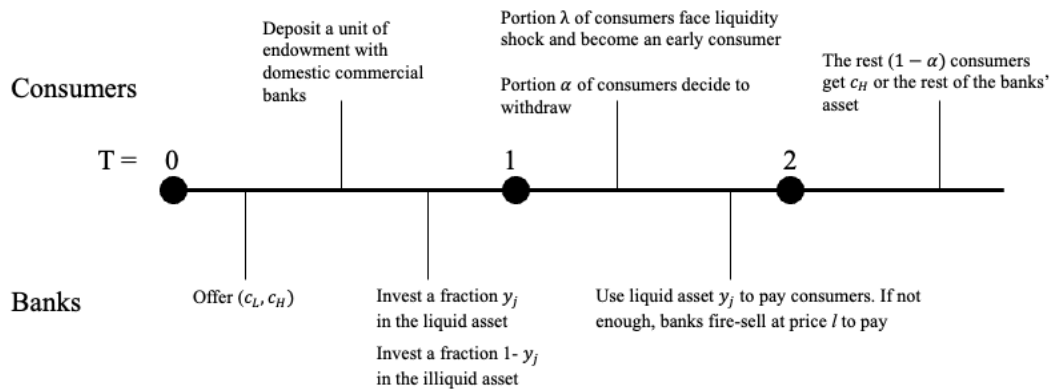 Deposit a unit of
endowment with
domestic commercial
banks
Portion λ of consumers face liquidity
shock and become an early consumer
Portion α of consumers decide to
withdraw
The rest (1 − α) consumers
get c_H or the rest of the banks'
asset
Consumers
T = 0 1 2
Banks
Offer (c_L, c_H)
Invest a fraction y_j
in the liquid asset
Invest a fraction 1- y_j
in the illiquid asset
Use liquid asset y_j to pay consumers. If not
enough, banks fire-sell at price l to pay